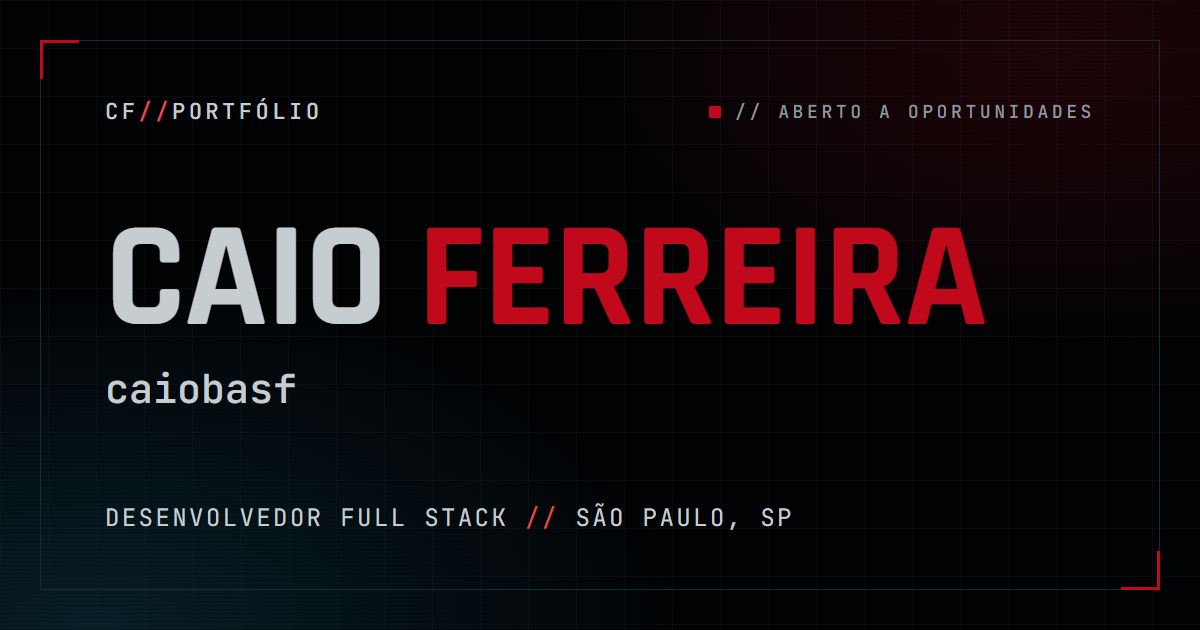 CF//PORTFÓLIO
// ABERTO A OPORTUNIDADES
CAIO FERREIRA
caiobasf
DESENVOLVEDOR FULL STACK // SÃO PAULO, SP